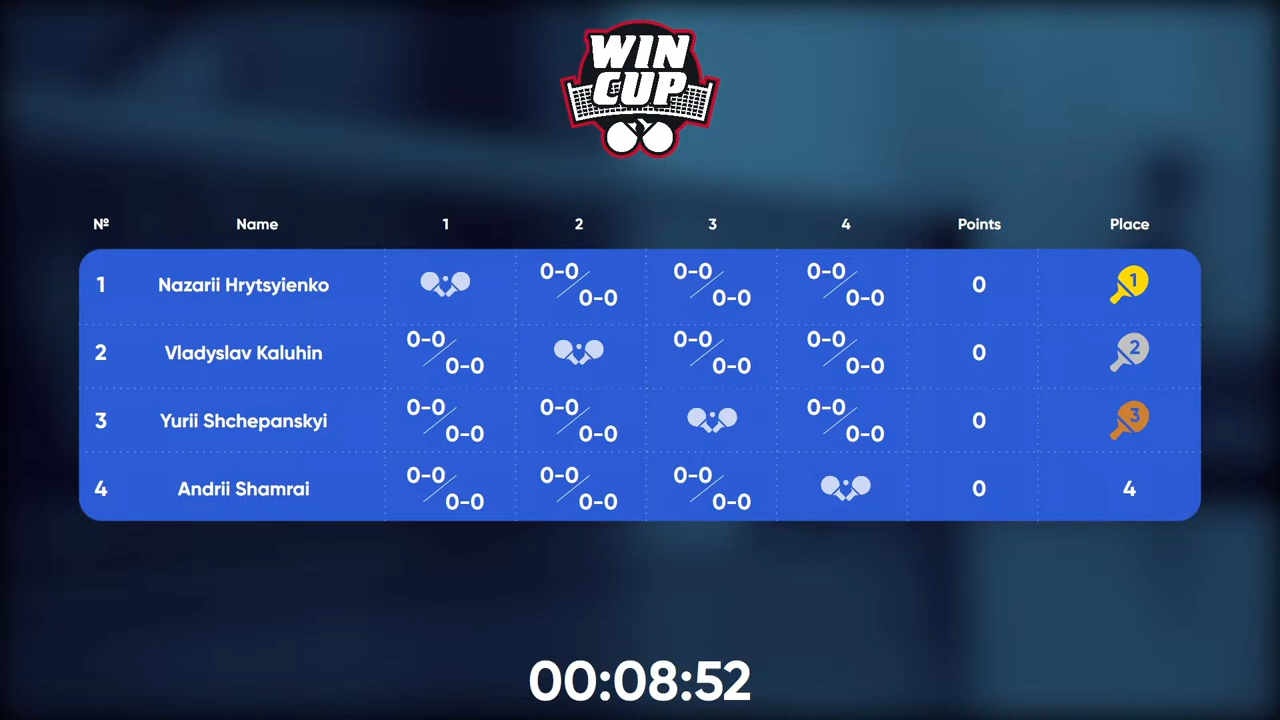 WIN
CUP
№ Name 1 2 3 4 Points Place
1 Nazarii Hrytsyienko 0-0 0-0 0-0 0-0 0-0 0-0 0 1
2 Vladyslav Kaluhin 0-0 0-0 0-0 0-0 0-0 0-0 0 2
3 Yurii Shchepanskyi 0-0 0-0 0-0 0-0 0-0 0-0 0 3
4 Andrii Shamrai 0-0 0-0 0-0 0-0 0-0 0-0 0 4
00:08:52